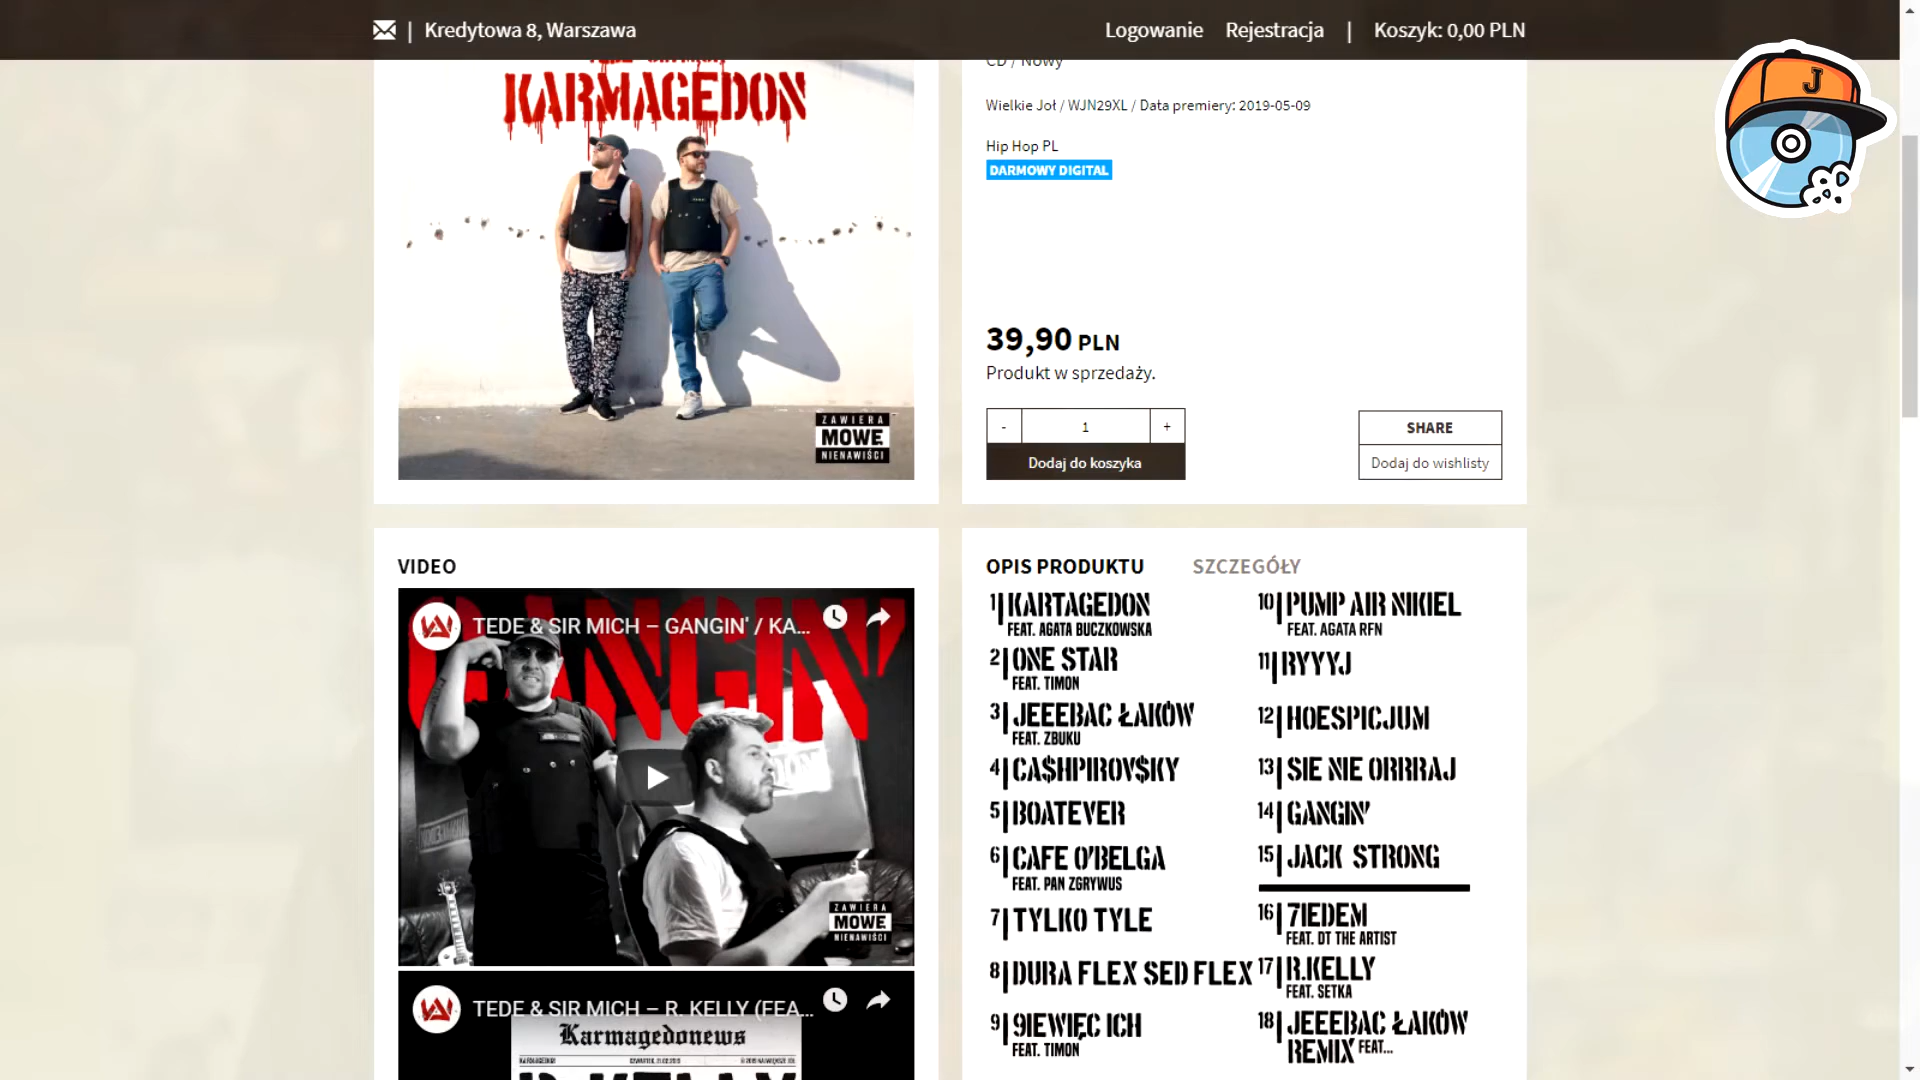 | Kredytowa 8, Warszawa
Logowanie Rejestracja | Koszyk: 0,00 PLN
J
KARMAGEDON
ZAWIERA
MOWE
NIENAWIŚCI
CD / Nowy
Wielkie Joł / WJN29XL / Data premiery: 2019-05-09
Hip Hop PL
DARMOWY DIGITAL
39,90 PLN
Produkt w sprzedaży.
- 1 +
Dodaj do koszyka
SHARE
Dodaj do wishlisty
VIDEO
TEDE & SIR MICH – GANGIN' / KA...
GANGIN'
ZAWIERA
MOWE
NIENAWIŚCI
TEDE & SIR MICH – R. KELLY (FEA...
Karmagedonews
R. KELLY
OPIS PRODUKTU SZCZEGÓŁY
1| KARTAGEDON
FEAT. AGATA BUCZKOWSKA
2| ONE STAR
FEAT. TIMON
3| JEEEBAC ŁAKÓW
FEAT. ZBUKU
4| CA$HPIROV$KY
5| BOATEVER
6| CAFE O'BELGA
FEAT. PAN ZGRYWUS
7| TYLKO TYLE
8| DURA FLEX SED FLEX
9| 9IEWIĘC ICH
FEAT. TIMON
10| PUMP AIR NIKIEL
FEAT. AGATA RFN
11| RYYYJ
12| HOESPICJUM
13| SIE NIE ORRRAJ
14| GANGIN'
15| JACK STRONG
16| 7IEDEM
FEAT. DT THE ARTIST
17| R.KELLY
FEAT. SETKA
18| JEEEBAC ŁAKÓW
REMIX FEAT...